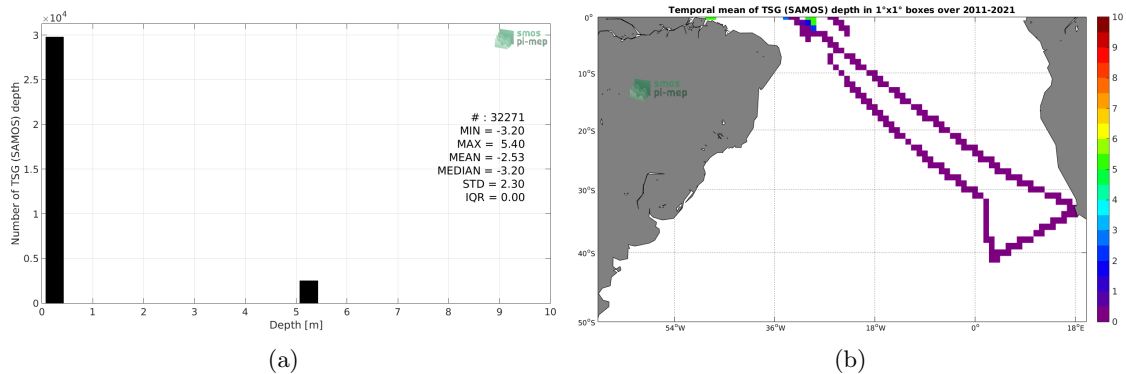 ×10⁴
3
2.5
2
1.5
1
0.5
0
Number of TSG (SAMOS) depth
smos
pi-mep
# : 32271
MIN = -3.20
MAX = 5.40
MEAN = -2.53
MEDIAN = -3.20
STD = 2.30
IQR = 0.00
0 1 2 3 4 5 6 7 8 9 10
Depth [m]
(a)
Temporal mean of TSG (SAMOS) depth in 1°x1° boxes over 2011-2021
0°
10°S
20°S
30°S
40°S
50°S
smos
pi-mep
54°W 36°W 18°W 0° 18°E
10
9
8
7
6
5
4
3
2
1
0
(b)